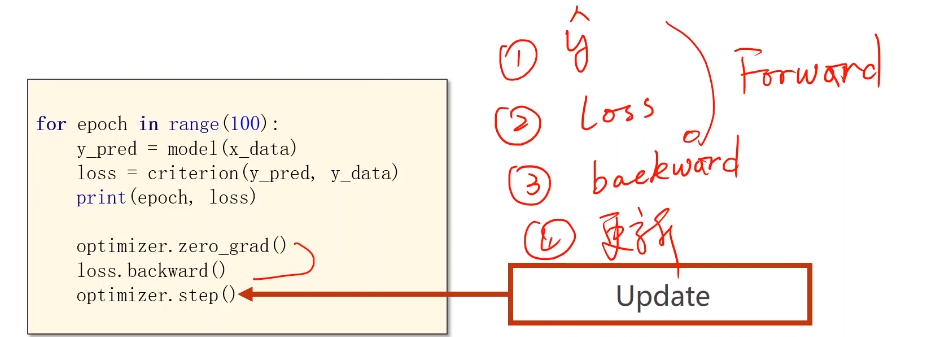 for epoch in range(100):
y_pred = model(x_data)
loss = criterion(y_pred, y_data)
print(epoch, loss)
optimizer.zero_grad()
loss.backward()
optimizer.step()
① ŷ
② loss
Forward
③ backward
④ 更新
Update